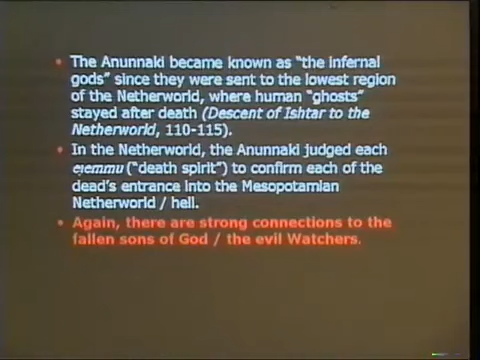 • The Anunnaki became known as "the infernal
gods" since they were sent to the lowest region
of the Netherworld, where human "ghosts"
stayed after death (Descent of Ishtar to the
Netherworld, 110-115).
• In the Netherworld, the Anunnaki judged each
eṭemmu ("death spirit") to confirm each of the
dead's entrance into the Mesopotamian
Netherworld / hell.
• Again, there are strong connections to the
fallen sons of God / the evil Watchers.